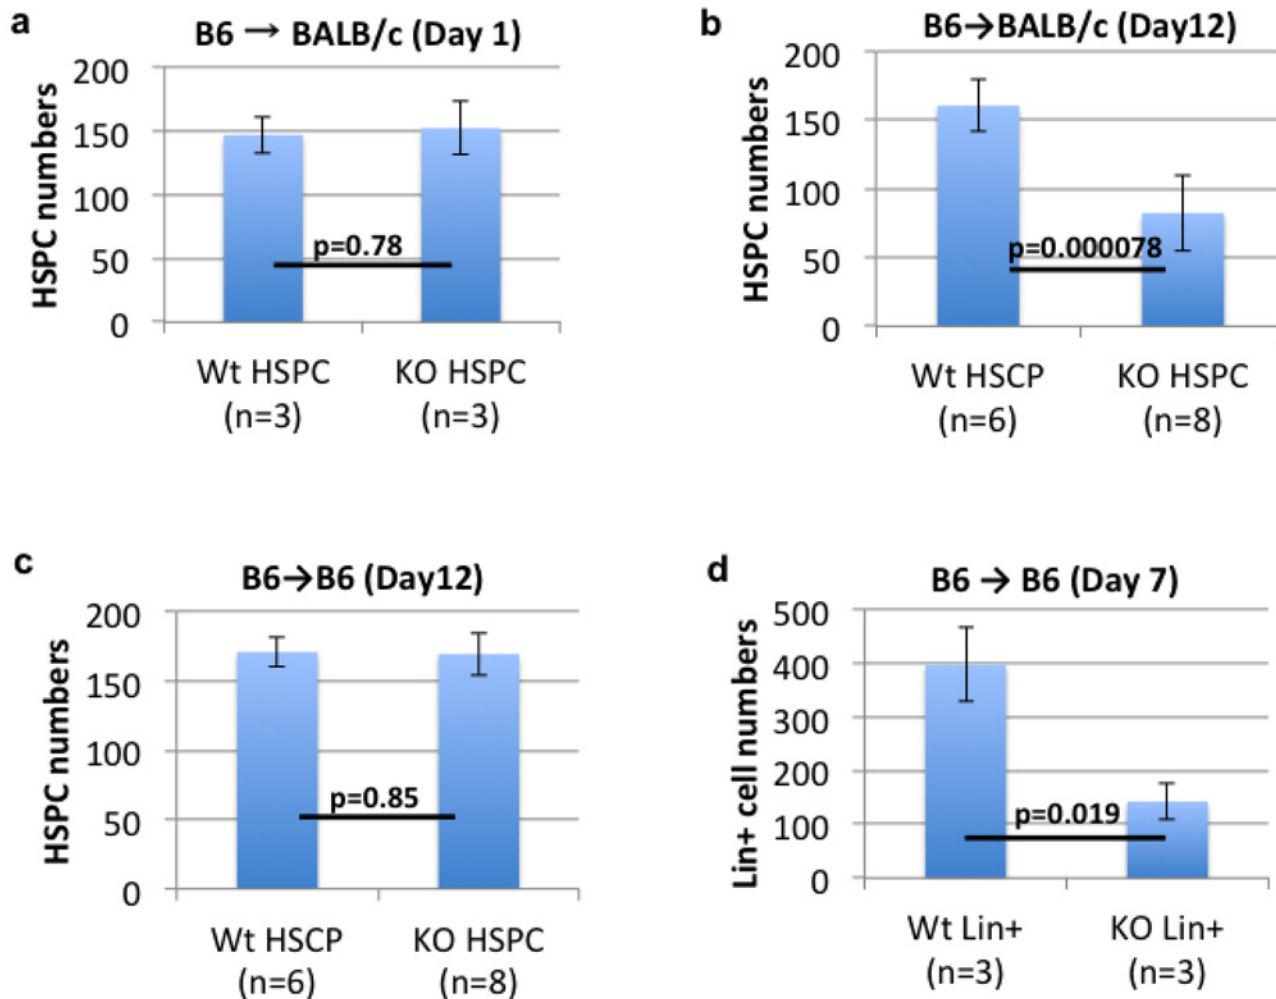 a
B6 → BALB/c (Day 1)
HSPC numbers
200
150
100
50
0
p=0.78
Wt HSPC
(n=3)
KO HSPC
(n=3)
b
B6→BALB/c (Day12)
HSPC numbers
200
150
100
50
0
p=0.000078
Wt HSCP
(n=6)
KO HSPC
(n=8)
c
B6→B6 (Day12)
HSPC numbers
200
150
100
50
0
p=0.85
Wt HSCP
(n=6)
KO HSPC
(n=8)
d
B6 → B6 (Day 7)
Lin+ cell numbers
500
400
300
200
100
0
p=0.019
Wt Lin+
(n=3)
KO Lin+
(n=3)